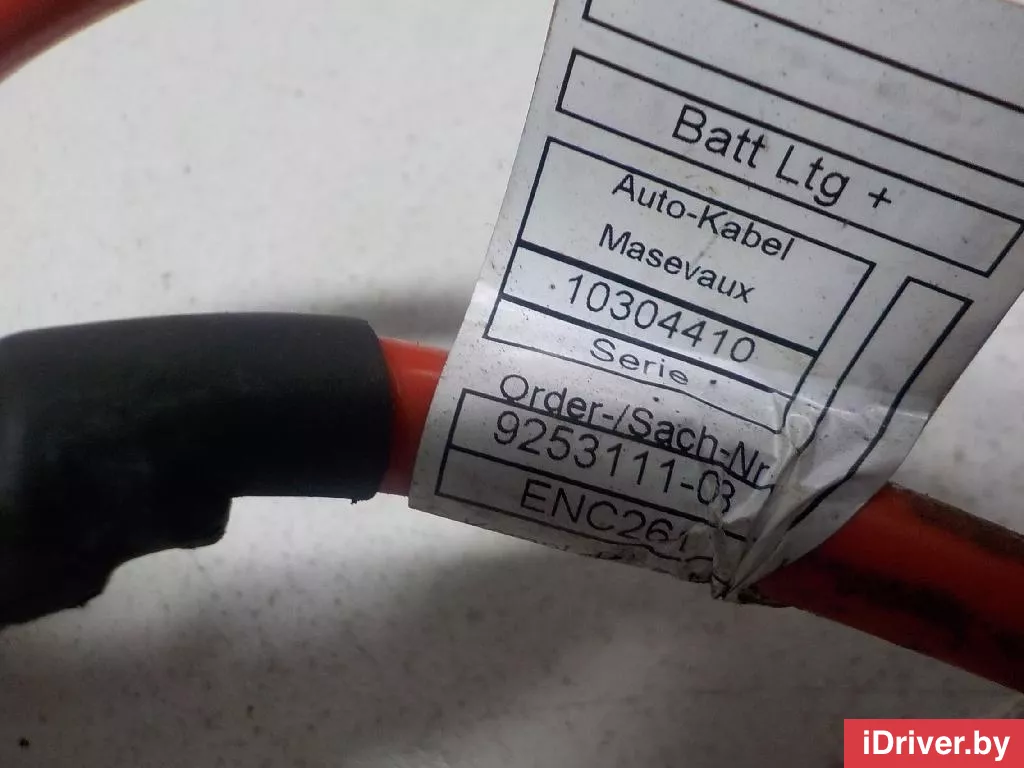 Batt Ltg +
Auto-Kabel
Masevaux
10304410
Serie
Order-/Sach-Nr.
9253111-03
iDriver.by